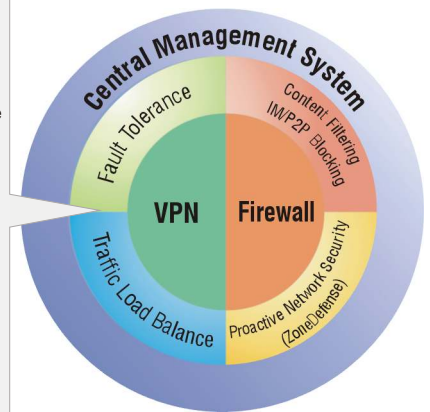 Central Management System
Fault Tolerance
Content Filtering
IM/P2P Blocking
VPN
Firewall
Traffic Load Balance
Proactive Network Security
(ZoneDefense)